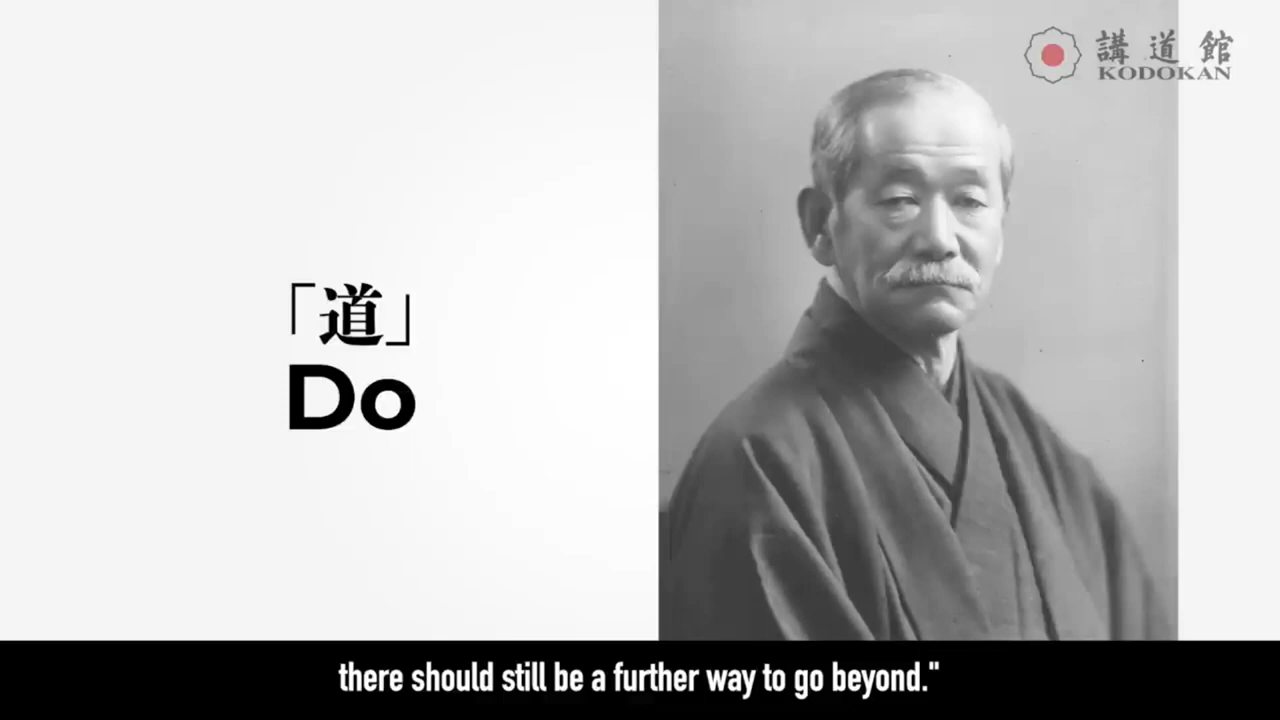 講道館
KODOKAN
「道」
Do
there should still be a further way to go beyond."